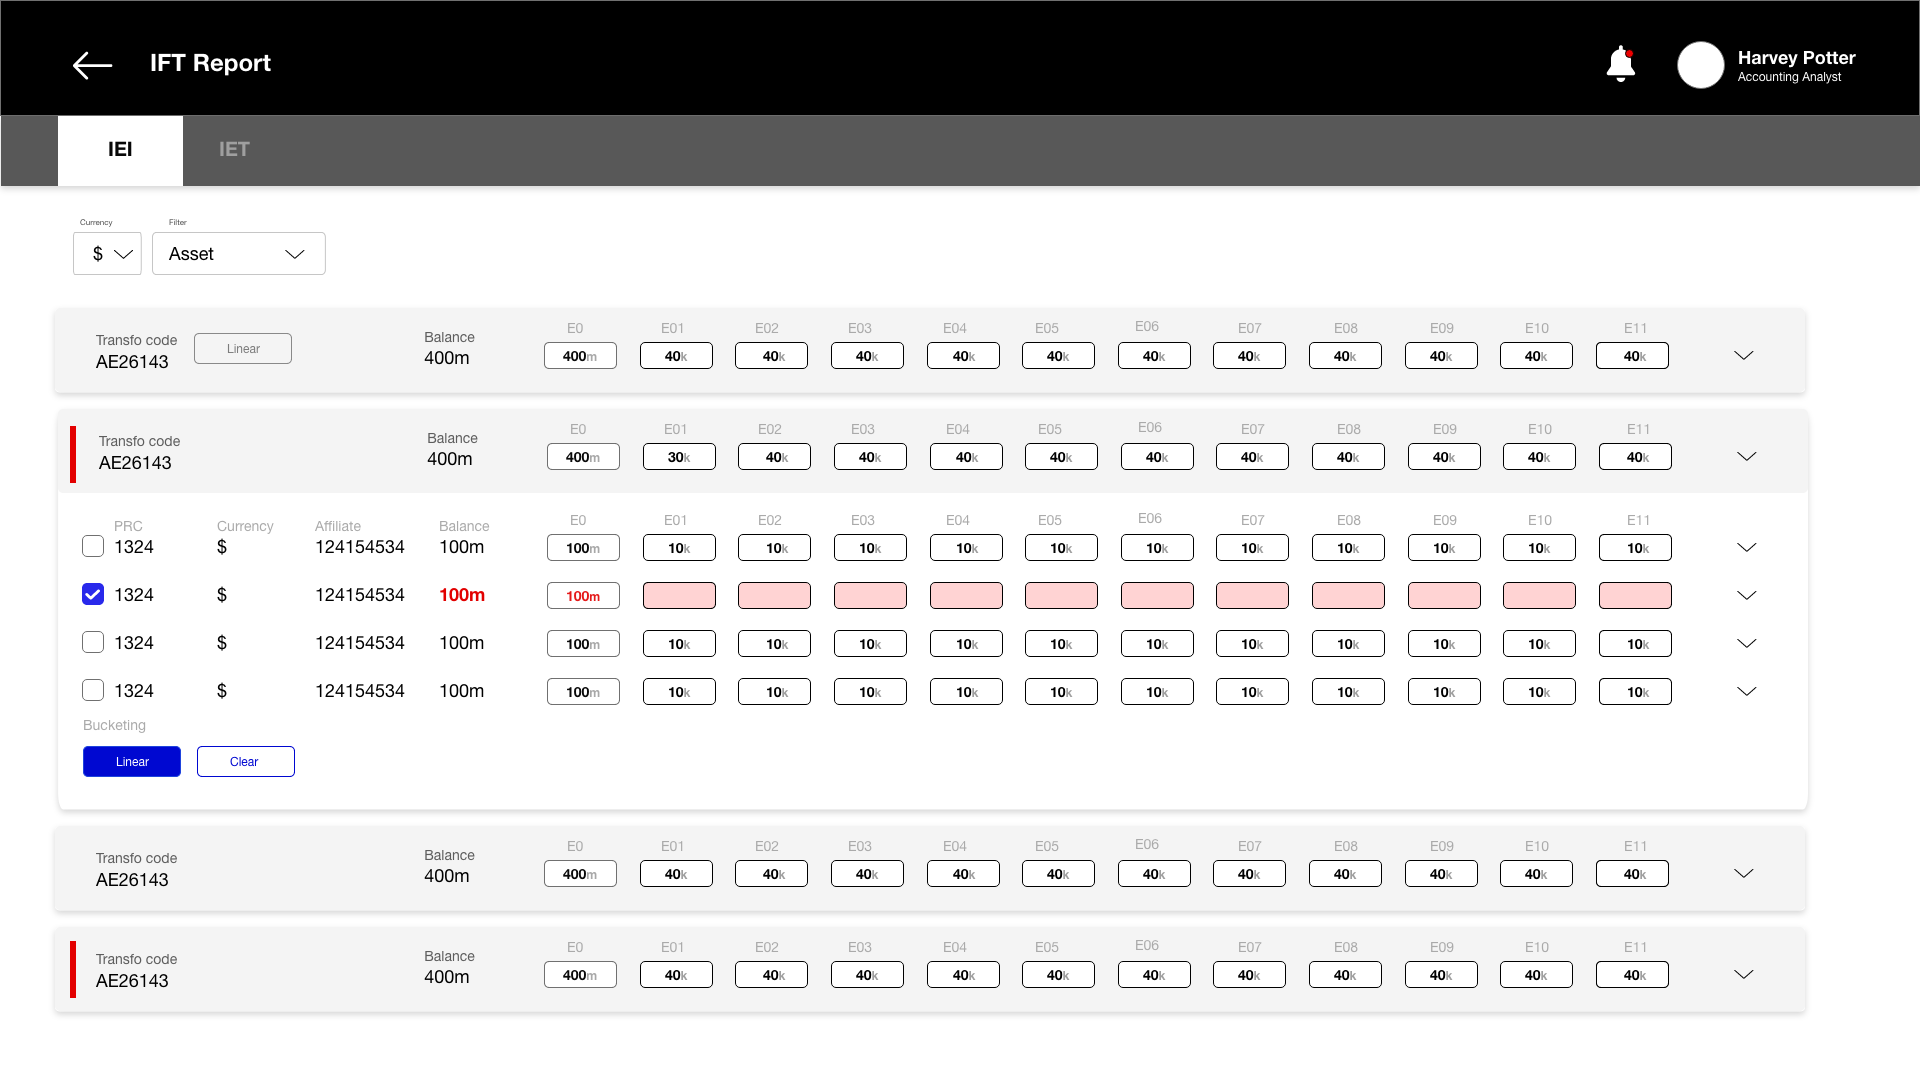 IFT Report
Harvey Potter
Accounting Analyst
IEI IET
Currency Filter
$ Asset
Transfo code Linear Balance E0 E01 E02 E03 E04 E05 E06 E07 E08 E09 E10 E11
AE26143 400m 400m 40k 40k 40k 40k 40k 40k 40k 40k 40k 40k 40k
Transfo code Balance E0 E01 E02 E03 E04 E05 E06 E07 E08 E09 E10 E11
AE26143 400m 400m 30k 40k 40k 40k 40k 40k 40k 40k 40k 40k 40k
PRC Currency Affiliate Balance E0 E01 E02 E03 E04 E05 E06 E07 E08 E09 E10 E11
1324 $ 124154534 100m 100m 10k 10k 10k 10k 10k 10k 10k 10k 10k 10k 10k
1324 $ 124154534 100m 100m
1324 $ 124154534 100m 100m 10k 10k 10k 10k 10k 10k 10k 10k 10k 10k 10k
1324 $ 124154534 100m 100m 10k 10k 10k 10k 10k 10k 10k 10k 10k 10k 10k
Bucketing
Linear Clear
Transfo code Balance E0 E01 E02 E03 E04 E05 E06 E07 E08 E09 E10 E11
AE26143 400m 400m 40k 40k 40k 40k 40k 40k 40k 40k 40k 40k 40k
Transfo code Balance E0 E01 E02 E03 E04 E05 E06 E07 E08 E09 E10 E11
AE26143 400m 400m 40k 40k 40k 40k 40k 40k 40k 40k 40k 40k 40k